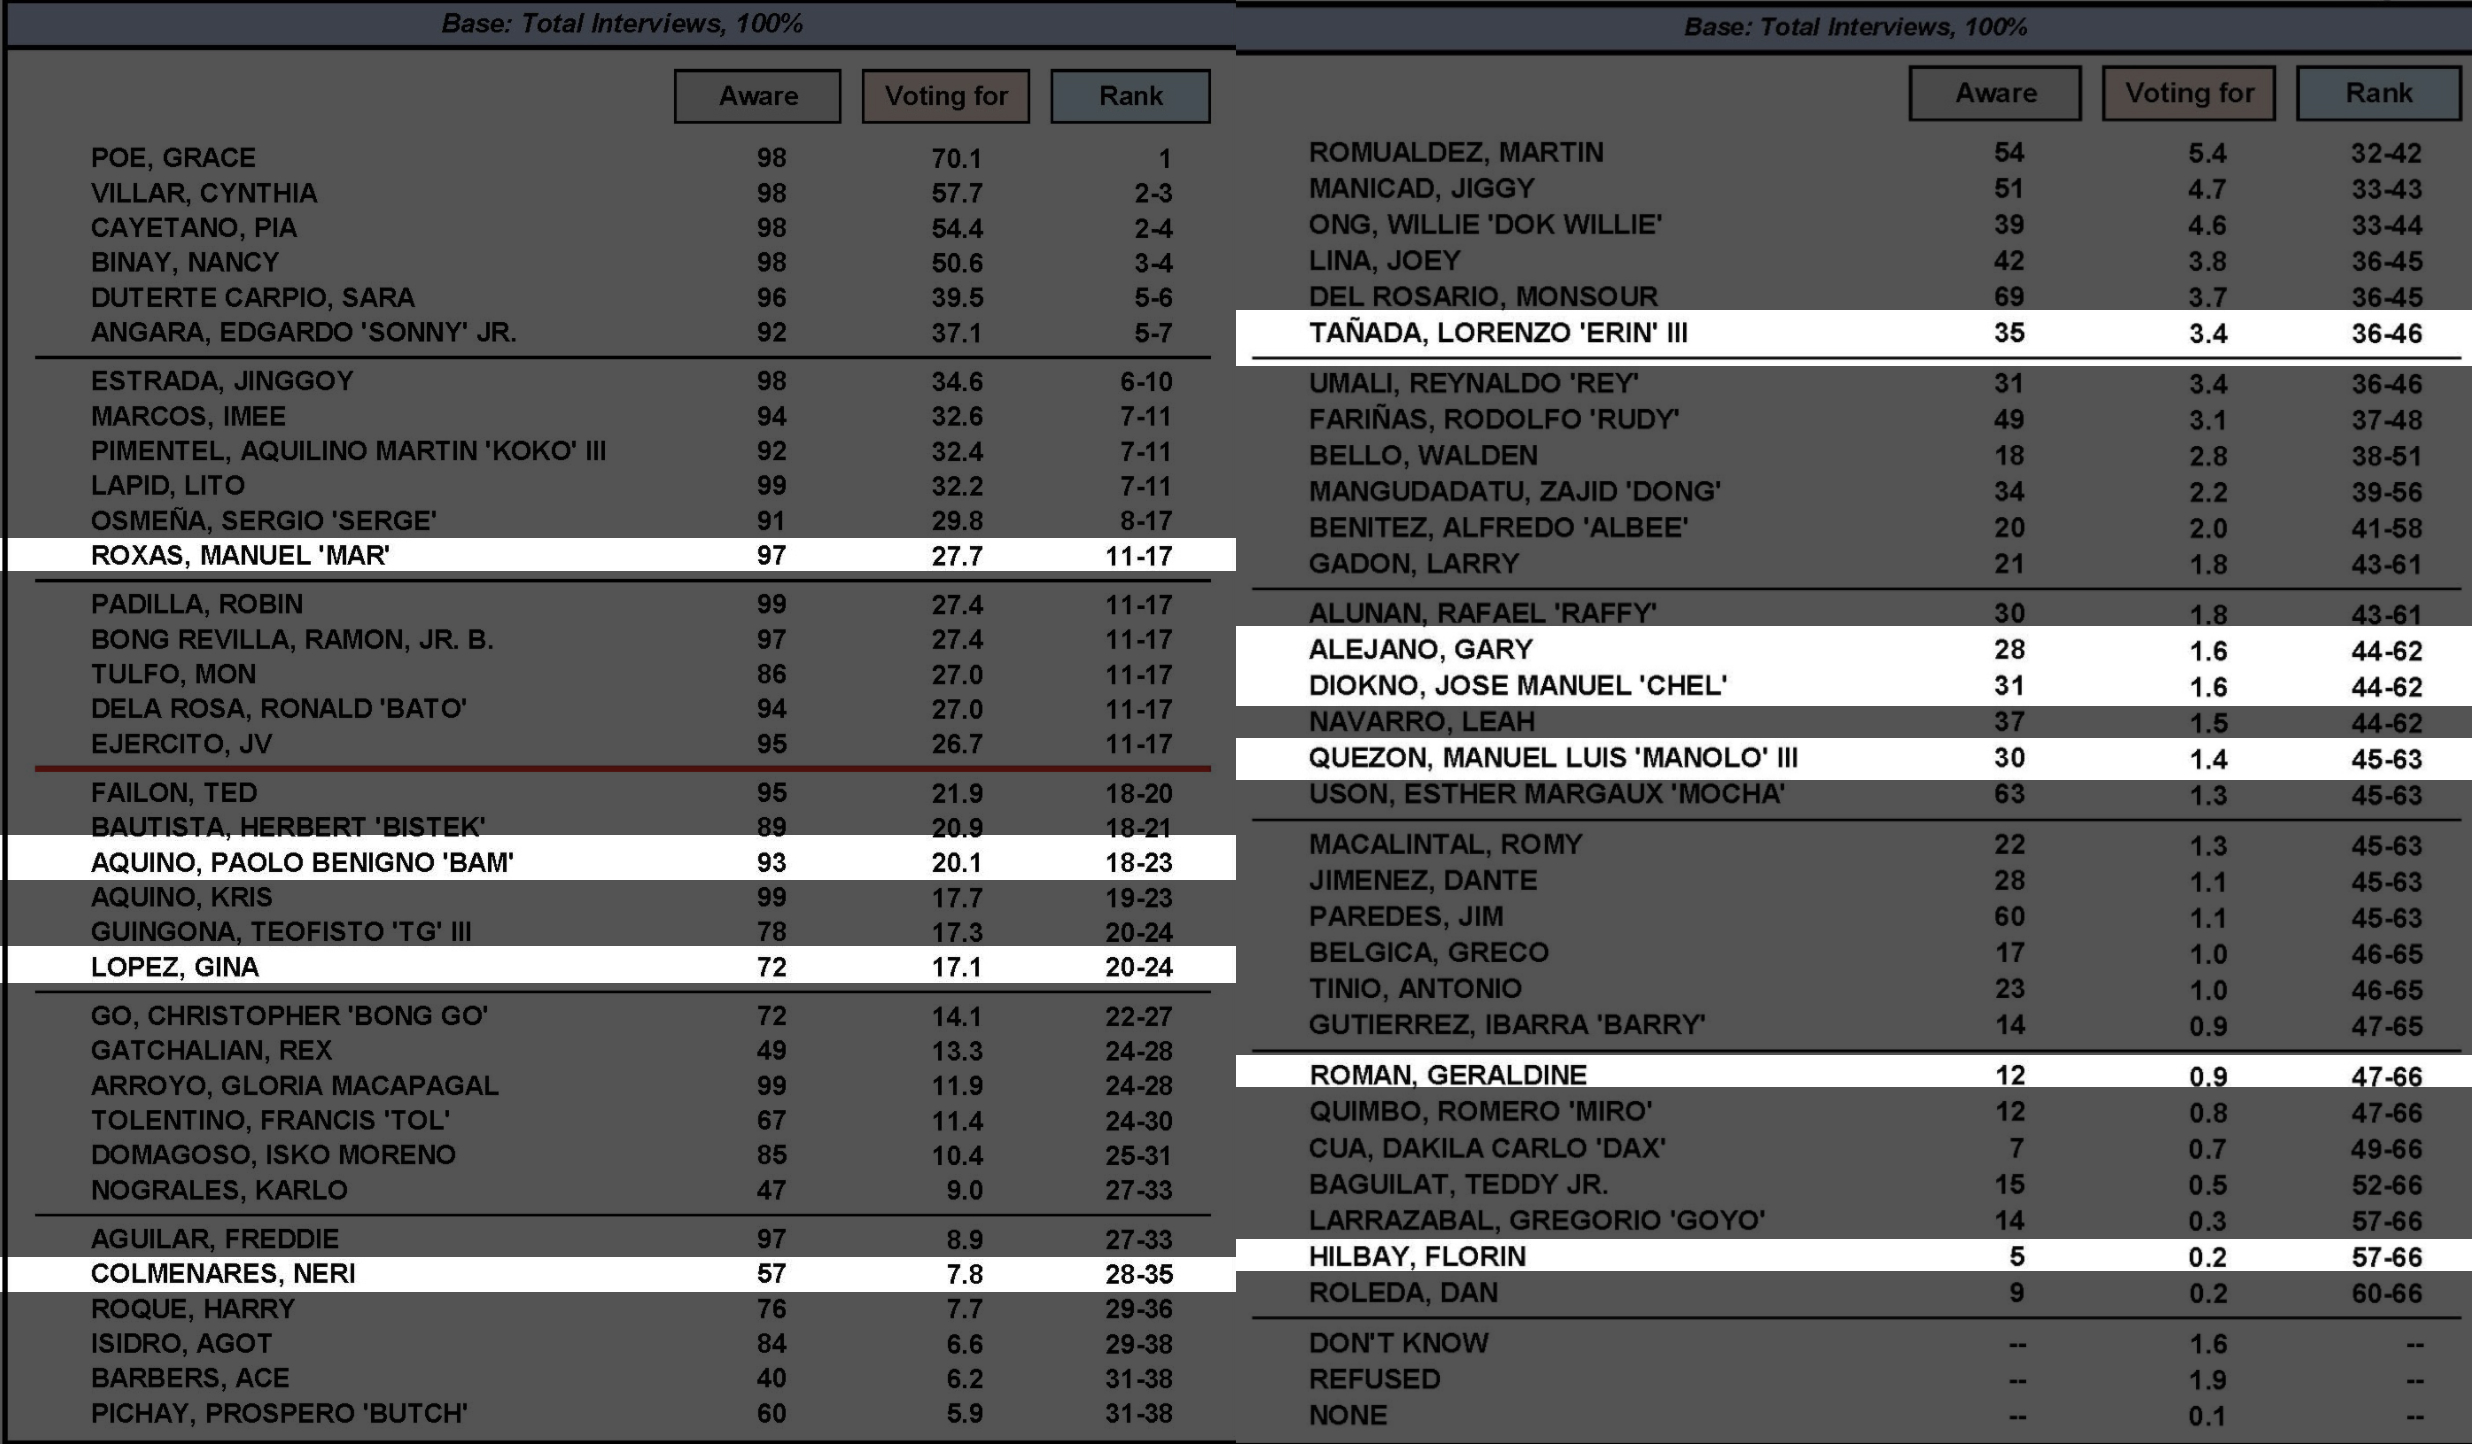 Base: Total Interviews, 100%
Aware Voting for Rank
POE, GRACE 98 70.1 1
VILLAR, CYNTHIA 98 57.7 2-3
CAYETANO, PIA 98 54.4 2-4
BINAY, NANCY 98 50.6 3-4
DUTERTE CARPIO, SARA 96 39.5 5-6
ANGARA, EDGARDO 'SONNY' JR. 92 37.1 5-7
ESTRADA, JINGGOY 98 34.6 6-10
MARCOS, IMEE 94 32.6 7-11
PIMENTEL, AQUILINO MARTIN 'KOKO' III 92 32.4 7-11
LAPID, LITO 99 32.2 7-11
OSMEÑA, SERGIO 'SERGE' 91 29.8 8-17
ROXAS, MANUEL 'MAR' 97 27.7 11-17
PADILLA, ROBIN 99 27.4 11-17
BONG REVILLA, RAMON, JR. B. 97 27.4 11-17
TULFO, MON 86 27.0 11-17
DELA ROSA, RONALD 'BATO' 94 27.0 11-17
EJERCITO, JV 95 26.7 11-17
FAILON, TED 95 21.9 18-20
BAUTISTA, HERBERT 'BISTEK' 89 20.9 18-21
AQUINO, PAOLO BENIGNO 'BAM' 93 20.1 18-23
AQUINO, KRIS 99 17.7 19-23
GUINGONA, TEOFISTO 'TG' III 78 17.3 20-24
LOPEZ, GINA 72 17.1 20-24
GO, CHRISTOPHER 'BONG GO' 72 14.1 22-27
GATCHALIAN, REX 49 13.3 24-28
ARROYO, GLORIA MACAPAGAL 99 11.9 24-28
TOLENTINO, FRANCIS 'TOL' 67 11.4 24-30
DOMAGOSO, ISKO MORENO 85 10.4 25-31
NOGRALES, KARLO 47 9.0 27-33
AGUILAR, FREDDIE 97 8.9 27-33
COLMENARES, NERI 57 7.8 28-35
ROQUE, HARRY 76 7.7 29-36
ISIDRO, AGOT 84 6.6 29-38
BARBERS, ACE 40 6.2 31-38
PICHAY, PROSPERO 'BUTCH' 60 5.9 31-38
Base: Total Interviews, 100%
Aware Voting for Rank
ROMUALDEZ, MARTIN 54 5.4 32-42
MANICAD, JIGGY 51 4.7 33-43
ONG, WILLIE 'DOK WILLIE' 39 4.6 33-44
LINA, JOEY 42 3.8 36-45
DEL ROSARIO, MONSOUR 69 3.7 36-45
TAÑADA, LORENZO 'ERIN' III 35 3.4 36-46
UMALI, REYNALDO 'REY' 31 3.4 36-46
FARIÑAS, RODOLFO 'RUDY' 49 3.1 37-48
BELLO, WALDEN 18 2.8 38-51
MANGUDADATU, ZAJID 'DONG' 34 2.2 39-56
BENITEZ, ALFREDO 'ALBEE' 20 2.0 41-58
GADON, LARRY 21 1.8 43-61
ALUNAN, RAFAEL 'RAFFY' 30 1.8 43-61
ALEJANO, GARY 28 1.6 44-62
DIOKNO, JOSE MANUEL 'CHEL' 31 1.6 44-62
NAVARRO, LEAH 37 1.5 44-62
QUEZON, MANUEL LUIS 'MANOLO' III 30 1.4 45-63
USON, ESTHER MARGAUX 'MOCHA' 63 1.3 45-63
MACALINTAL, ROMY 22 1.3 45-63
JIMENEZ, DANTE 28 1.1 45-63
PAREDES, JIM 60 1.1 45-63
BELGICA, GRECO 17 1.0 46-65
TINIO, ANTONIO 23 1.0 46-65
GUTIERREZ, IBARRA 'BARRY' 14 0.9 47-65
ROMAN, GERALDINE 12 0.9 47-66
QUIMBO, ROMERO 'MIRO' 12 0.8 47-66
CUA, DAKILA CARLO 'DAX' 7 0.7 49-66
BAGUILAT, TEDDY JR. 15 0.5 52-66
LARRAZABAL, GREGORIO 'GOYO' 14 0.3 57-66
HILBAY, FLORIN 5 0.2 57-66
ROLEDA, DAN 9 0.2 60-66
DON'T KNOW -- 1.6 --
REFUSED -- 1.9 --
NONE -- 0.1 --